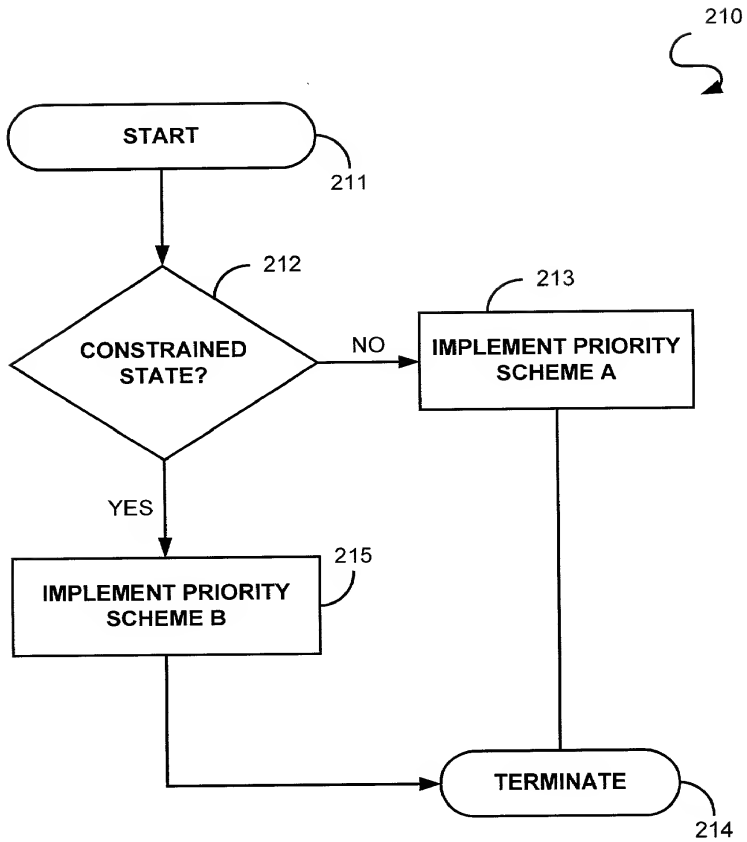 210
START
211
212
CONSTRAINED
STATE?
NO
213
IMPLEMENT PRIORITY
SCHEME A
YES
215
IMPLEMENT PRIORITY
SCHEME B
TERMINATE
214